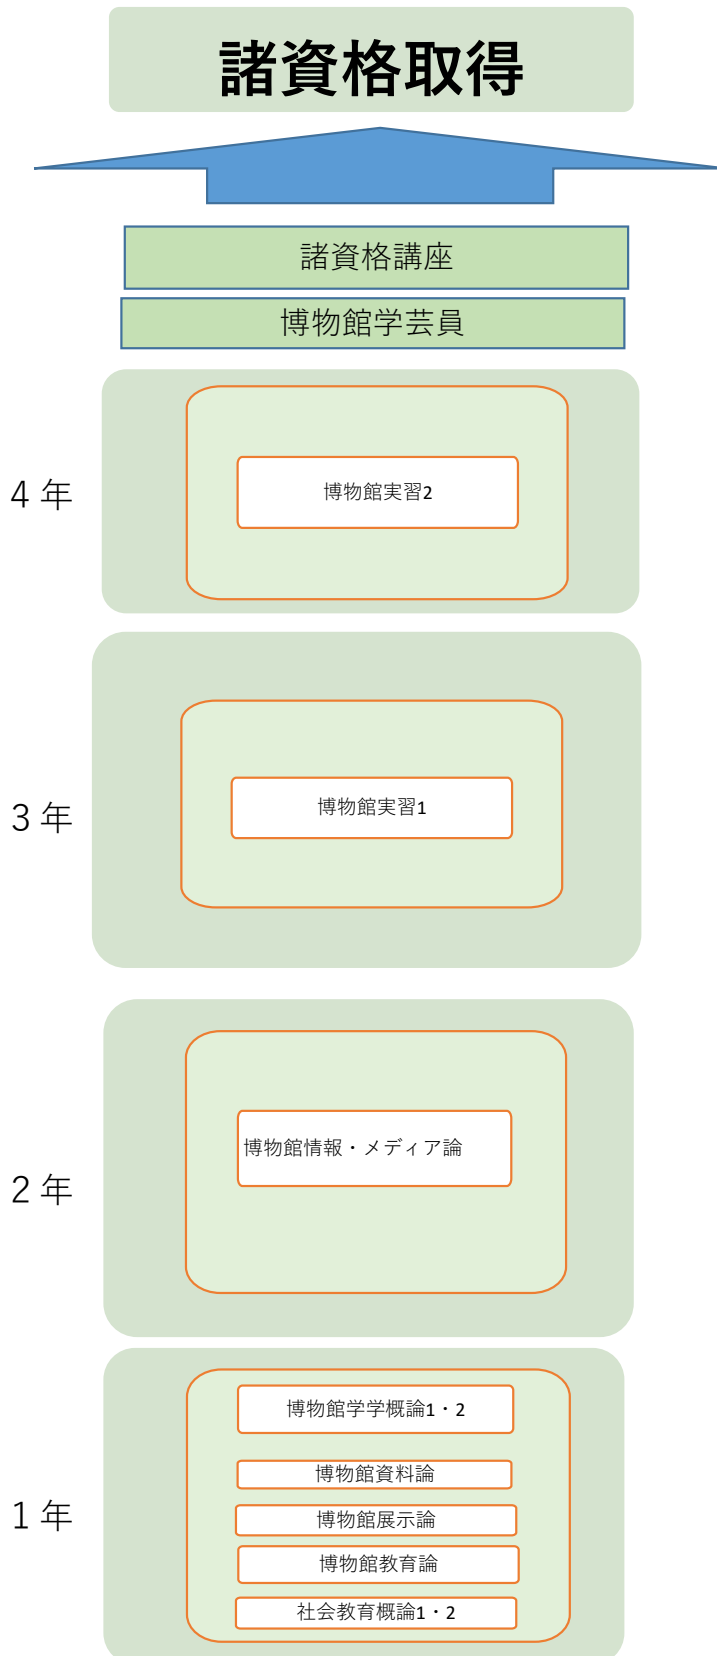 諸資格取得
諸資格講座
博物館学芸員
4年
博物館実習2
3年
博物館実習1
2年
博物館情報・メディア論
1年
博物館学学概論1・2
博物館資料論
博物館展示論
博物館教育論
社会教育概論1・2